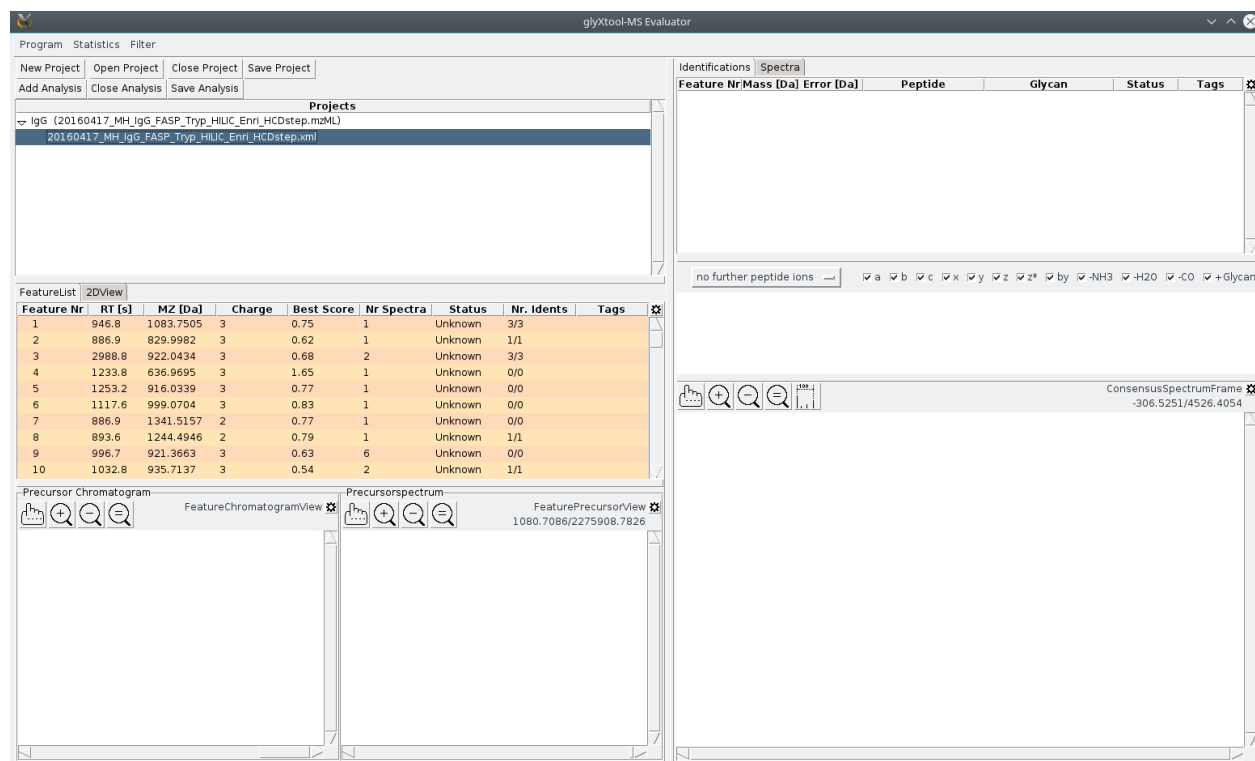 glyXtool-MS Evaluator
Program Statistics Filter
New Project Open Project Close Project Save Project
Add Analysis Close Analysis Save Analysis
Projects
IgG (20160417_MH_IgG_FASP_Tryp_HILIC_Enri_HCDstep.mzML)
20160417_MH_IgG_FASP_Tryp_HILIC_Enri_HCDstep.xml
FeatureList 2DView
Feature Nr RT [s] MZ [Da] Charge Best Score Nr Spectra Status Nr. Idents Tags
1 946.8 1083.7505 3 0.75 1 Unknown 3/3
2 886.9 829.9982 3 0.62 1 Unknown 1/1
3 2988.8 922.0434 3 0.68 2 Unknown 3/3
4 1233.8 636.9695 3 1.65 1 Unknown 0/0
5 1253.2 916.0339 3 0.77 1 Unknown 0/0
6 1117.6 999.0704 3 0.83 1 Unknown 0/0
7 886.9 1341.5157 2 0.77 1 Unknown 0/0
8 893.6 1244.4946 2 0.79 1 Unknown 1/1
9 996.7 921.3663 3 0.63 6 Unknown 0/0
10 1032.8 935.7137 3 0.54 2 Unknown 1/1
Precursor Chromatogram
FeatureChromatogramView
Precursorspectrum
FeaturePrecursorView
1080.7086/2275908.7826
Identifications Spectra
Feature Nr Mass [Da] Error [Da] Peptide Glycan Status Tags
no further peptide ions a b c x y z z* by -NH3 -H2O -CO +Glycan
100
ConsensusSpectrumFrame
-306.5251/4526.4054